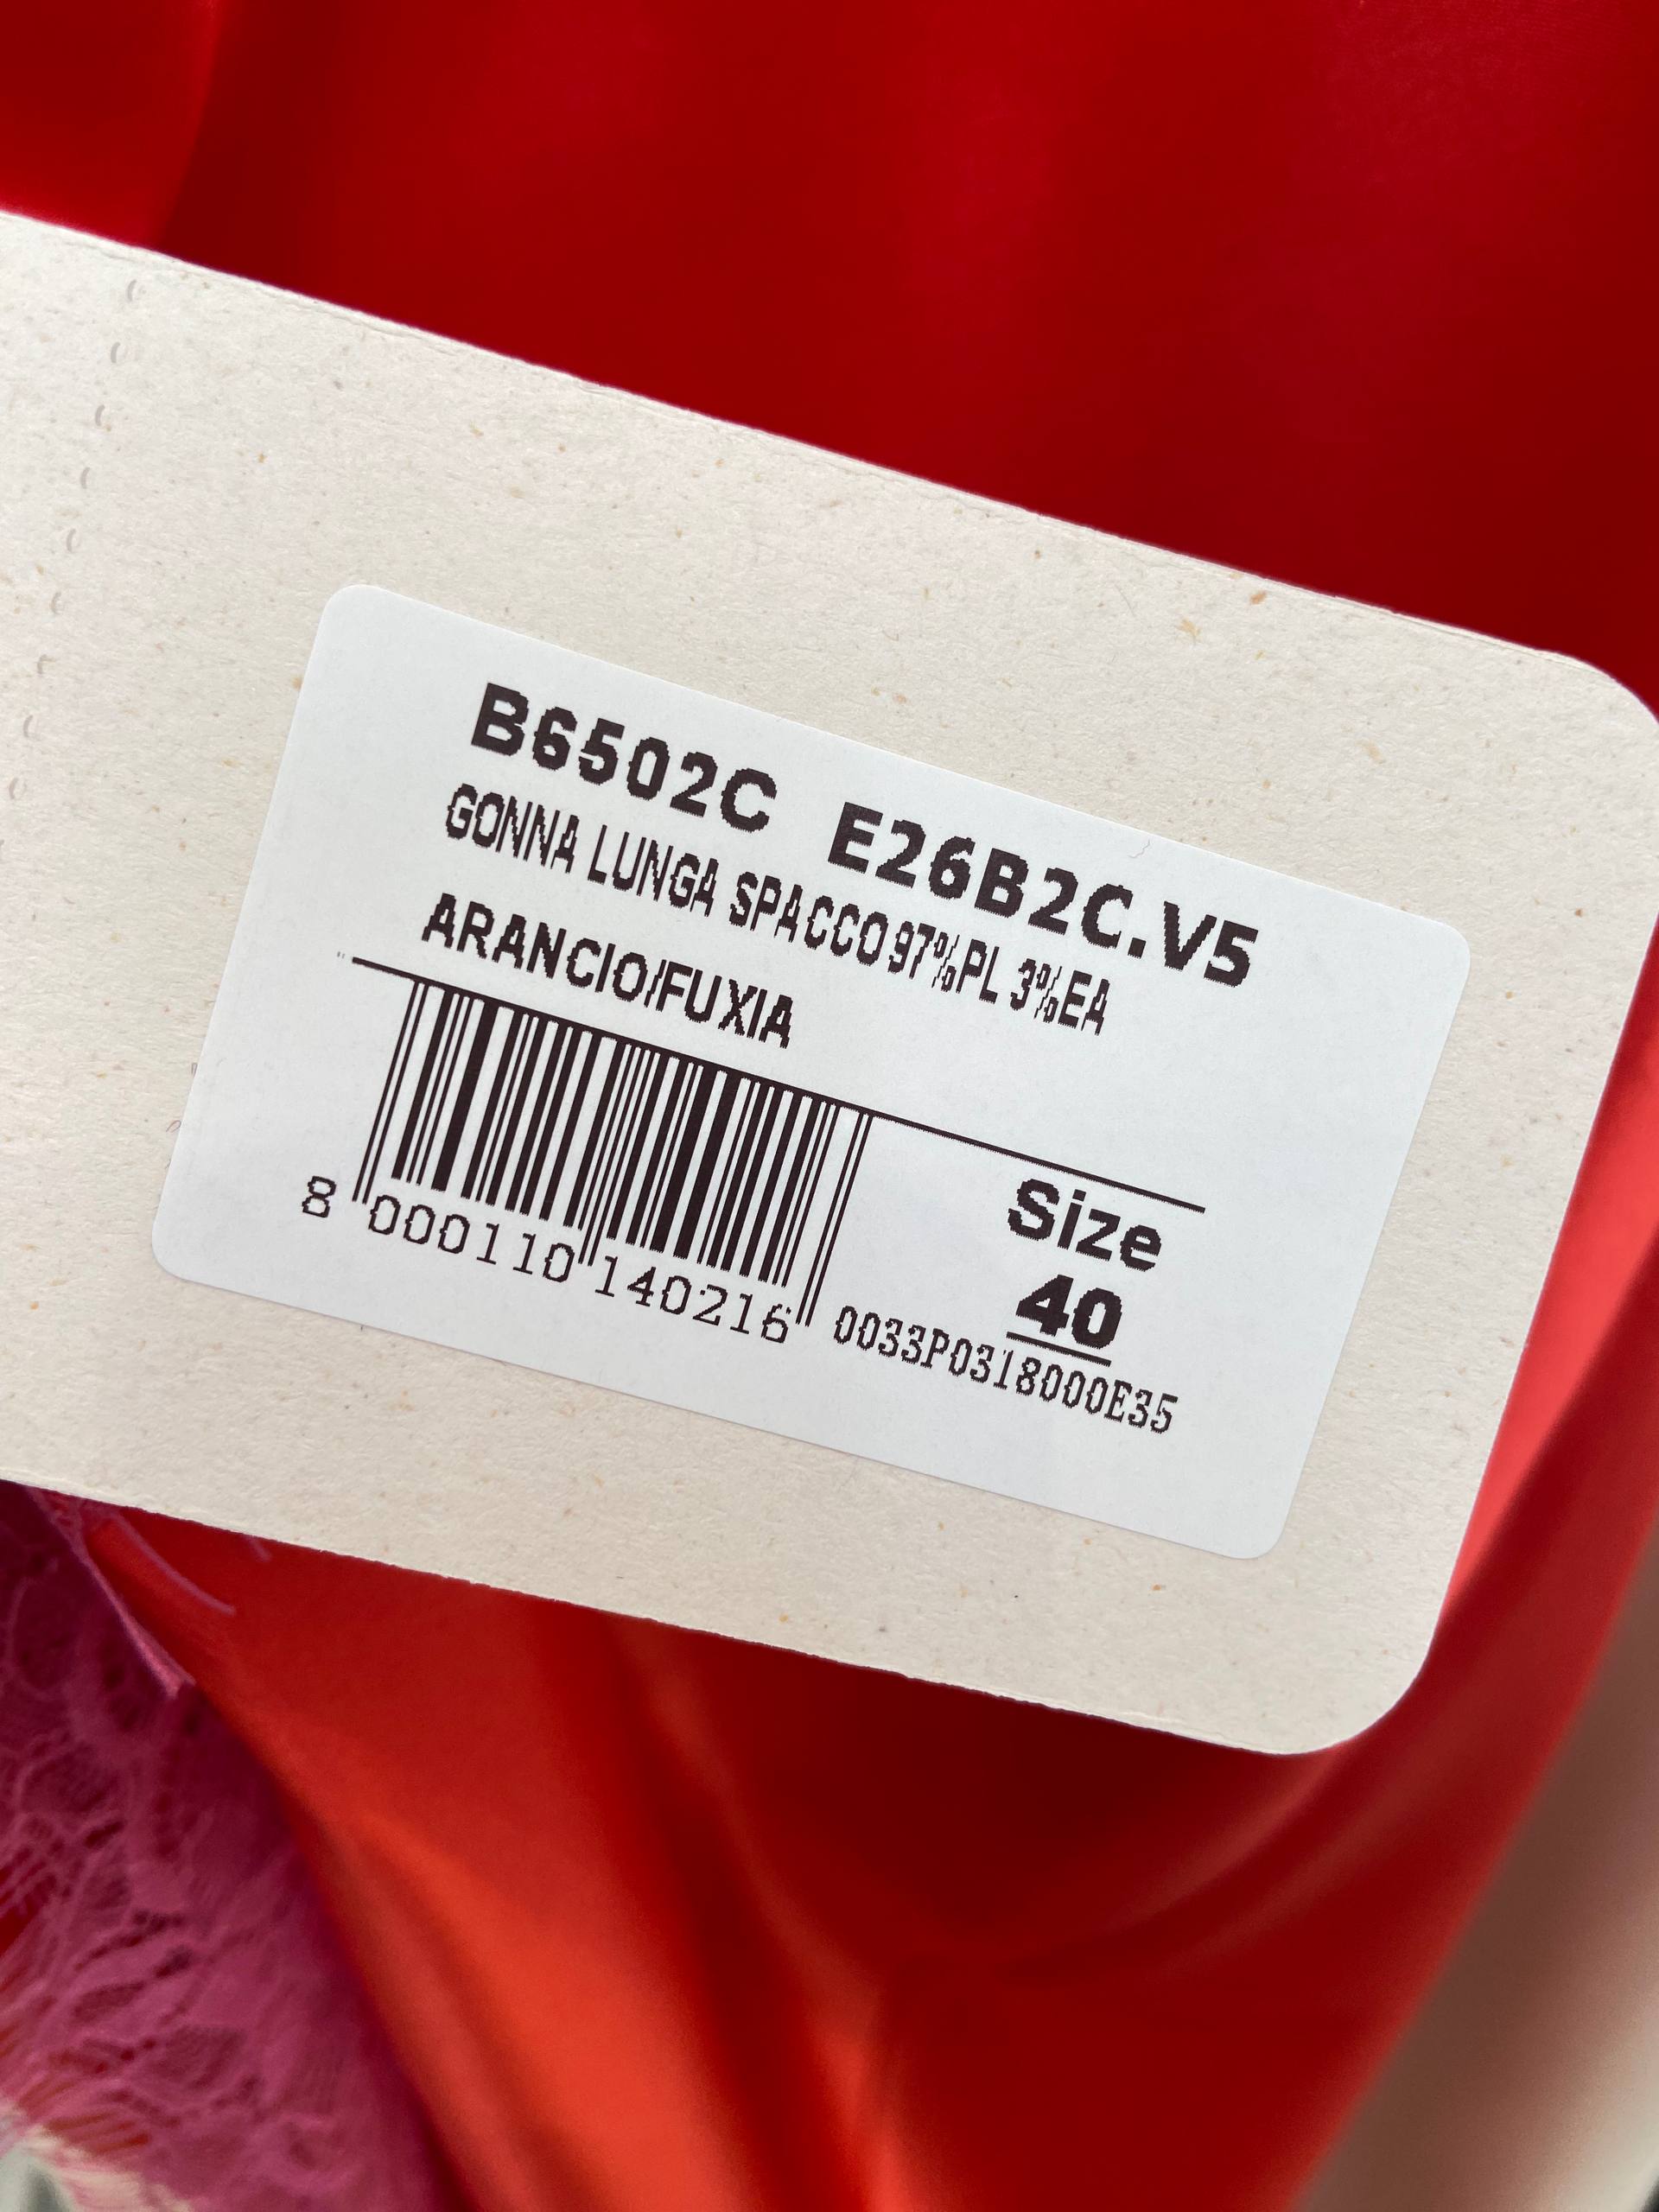 B6502C E26B2C.V5
GONNA LUNGA SPACCO 97%PL 3%EA
ARANCIO/FUXIA
Size
40
8 000110 140216
0033P0318000E35